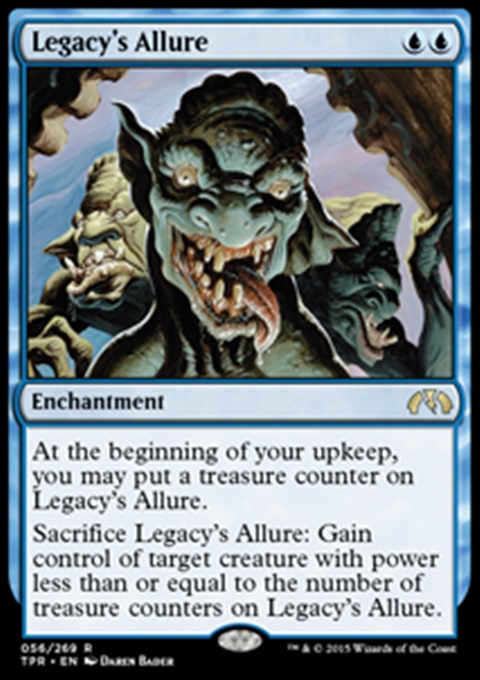 Legacy's Allure
Enchantment
At the beginning of your upkeep,
you may put a treasure counter on
Legacy's Allure.
Sacrifice Legacy's Allure: Gain
control of target creature with power
less than or equal to the number of
treasure counters on Legacy's Allure.
056/269 R
TPR • EN Daren Bader
™ & © 2015 Wizards of the Coast